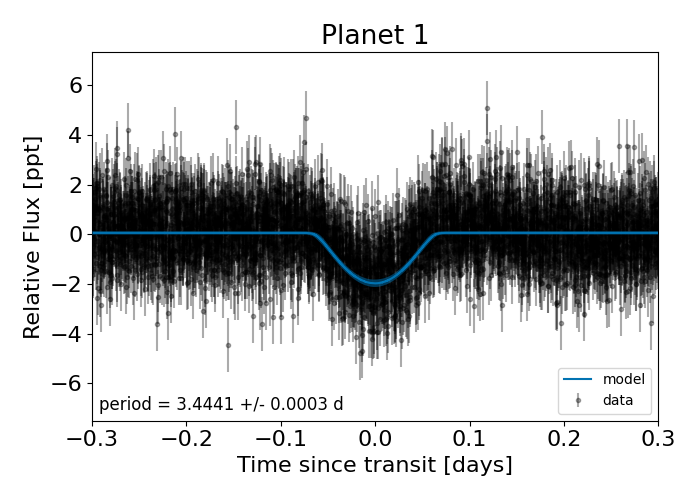 Planet 1
Relative Flux [ppt]
6
4
2
0
−2
−4
−6
period = 3.4441 +/- 0.0003 d
model
data
−0.3
−0.2
−0.1
0.0
0.1
0.2
0.3
Time since transit [days]